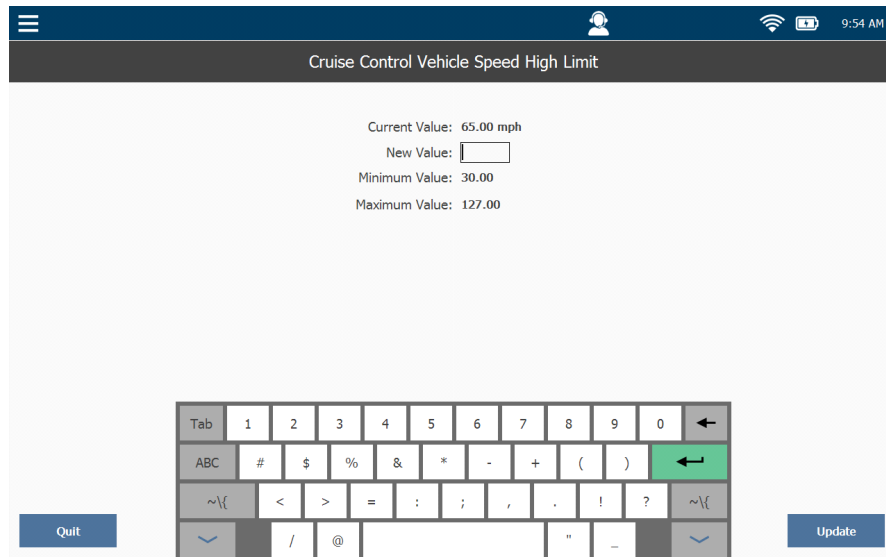 9:54 AM
Cruise Control Vehicle Speed High Limit
Current Value: 65.00 mph
New Value:
Minimum Value: 30.00
Maximum Value: 127.00
Tab 1 2 3 4 5 6 7 8 9 0
ABC # $ % & * - + ( )
~\{ < > = : ; , . ! ? ~\{
Quit / @ " _ Update